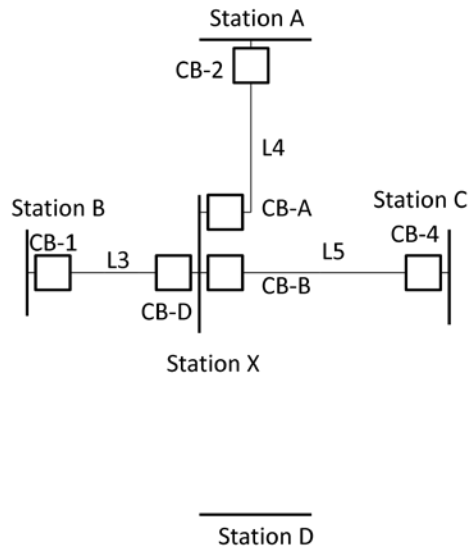 Station A
CB-2
L4
Station B
CB-A
Station C
CB-1
L3
L5
CB-4
CB-D
CB-B
Station X
Station D